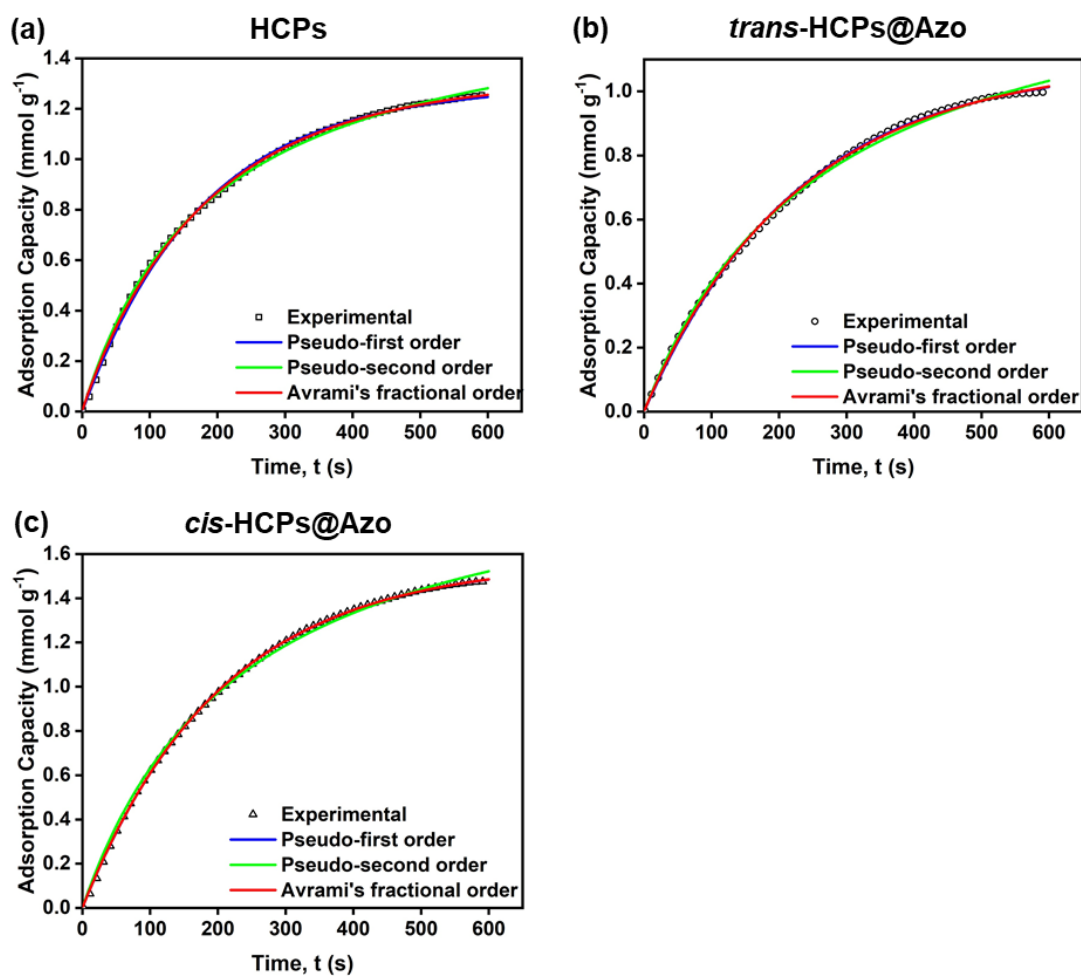 (a)
HCPs
Adsorption Capacity (mmol g⁻¹)
1.4
1.2
1.0
0.8
0.6
0.4
0.2
0.0
Experimental
Pseudo-first order
Pseudo-second order
Avrami's fractional order
0 100 200 300 400 500 600
Time, t (s)
(b)
trans-HCPs@Azo
Adsorption Capacity (mmol g⁻¹)
1.0
0.8
0.6
0.4
0.2
0.0
Experimental
Pseudo-first order
Pseudo-second order
Avrami's fractional order
0 100 200 300 400 500 600
Time, t (s)
(c)
cis-HCPs@Azo
Adsorption Capacity (mmol g⁻¹)
1.6
1.4
1.2
1.0
0.8
0.6
0.4
0.2
0.0
Experimental
Pseudo-first order
Pseudo-second order
Avrami's fractional order
0 100 200 300 400 500 600
Time, t (s)